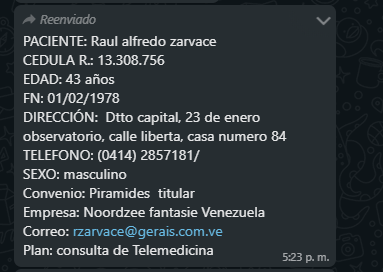 Reenviado
PACIENTE: Raul alfredo zarvace
CEDULA R.: 13.308.756
EDAD: 43 años
FN: 01/02/1978
DIRECCIÓN:  Dtto capital, 23 de enero
observatorio, calle liberta, casa numero 84
TELEFONO: (0414) 2857181/
SEXO: masculino
Convenio: Piramides  titular
Empresa: Noordzee fantasie Venezuela
Correo: rzarvace@gerais.com.ve
Plan: consulta de Telemedicina
5:23 p. m.